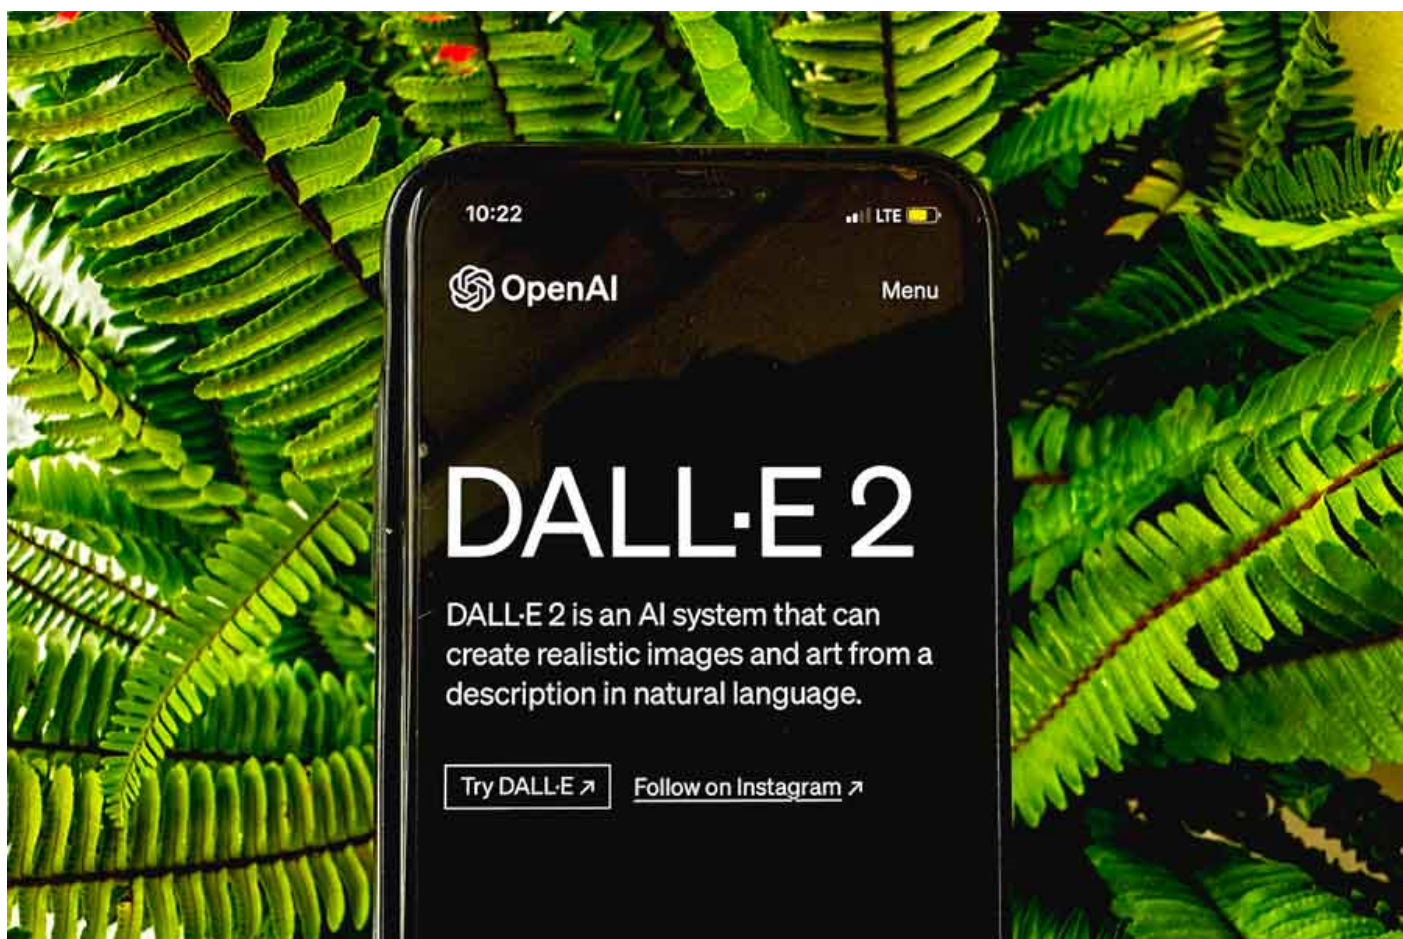 10:22 LTE
OpenAI Menu
DALL·E 2
DALL·E 2 is an AI system that can
create realistic images and art from a
description in natural language.
Try DALL·E ↗ Follow on Instagram ↗